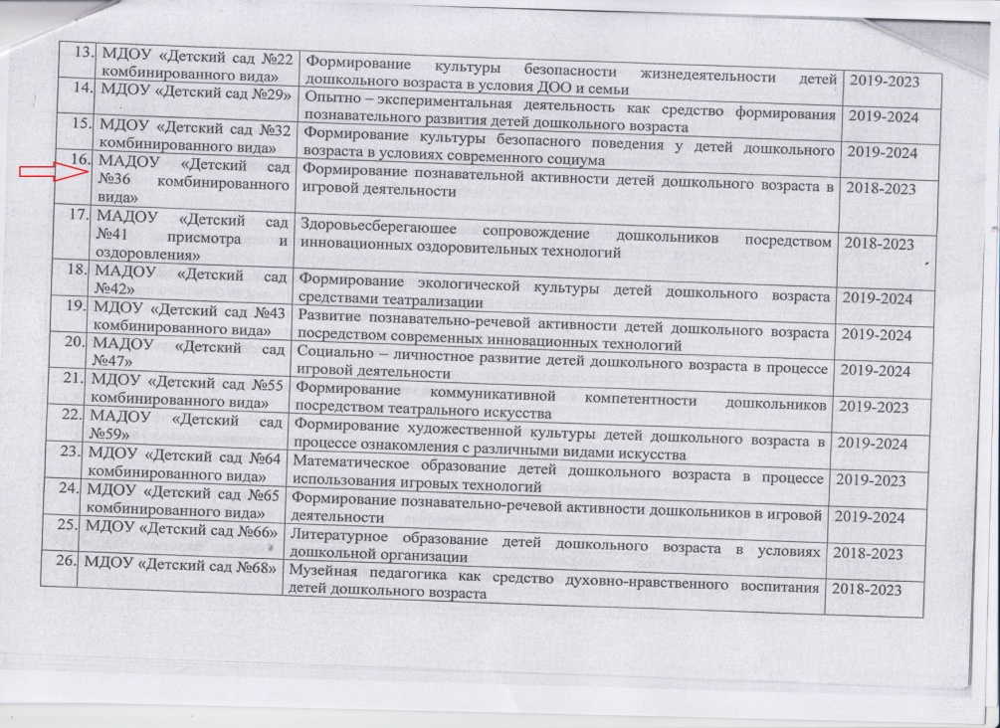 13. МДОУ «Детский сад №22 Формирование культуры безопасности жизнедеятельности детей 2019-2023
комбинированного вида» дошкольного возраста в условия ДОО и семьи
14. МДОУ «Детский сад №29» Опытно – экспериментальная деятельность как средство формирования 2019-2024
познавательного развития детей дошкольного возраста
15. МДОУ «Детский сад №32 Формирование культуры безопасного поведения у детей дошкольного 2019-2024
комбинированного вида» возраста в условиях современного социума
16. МАДОУ «Детский сад Формирование познавательной активности детей дошкольного возраста в 2018-2023
№36 комбинированного игровой деятельности
вида»
17. МАДОУ «Детский сад Здоровьесберегаюшее сопровождение дошкольников посредством 2018-2023
№41 присмотра и инновационных оздоровительных технологий
оздоровления»
18. МАДОУ «Детский сад Формирование экологической культуры детей дошкольного возраста 2019-2024
№42» средствами театрализации
19. МДОУ «Детский сад №43 Развитие познавательно-речевой активности детей дошкольного возраста 2019-2024
комбинированного вида» посредством современных инновационных технологий
20. МАДОУ «Детский сад Социально – личностное развитие детей дошкольного возраста в процессе 2019-2024
№47» игровой деятельности
21. МДОУ «Детский сад №55 Формирование коммуникативной компетентности дошкольников 2019-2023
комбинированного вида» посредством театрального искусства
22. МАДОУ «Детский сад Формирование художественной культуры детей дошкольного возраста в 2019-2024
№59» процессе ознакомления с различными видами искусства
23. МДОУ «Детский сад №64 Математическое образование детей дошкольного возраста в процессе 2019-2023
комбинированного вида» использования игровых технологий
24. МДОУ «Детский сад №65 Формирование познавательно-речевой активности дошкольников в игровой 2019-2024
комбинированного вида» деятельности
25. МДОУ «Детский сад №66» Литературное образование детей дошкольного возраста в условиях 2018-2023
дошкольной организации
26. МДОУ «Детский сад №68» Музейная педагогика как средство духовно-нравственного воспитания 2018-2023
детей дошкольного возраста